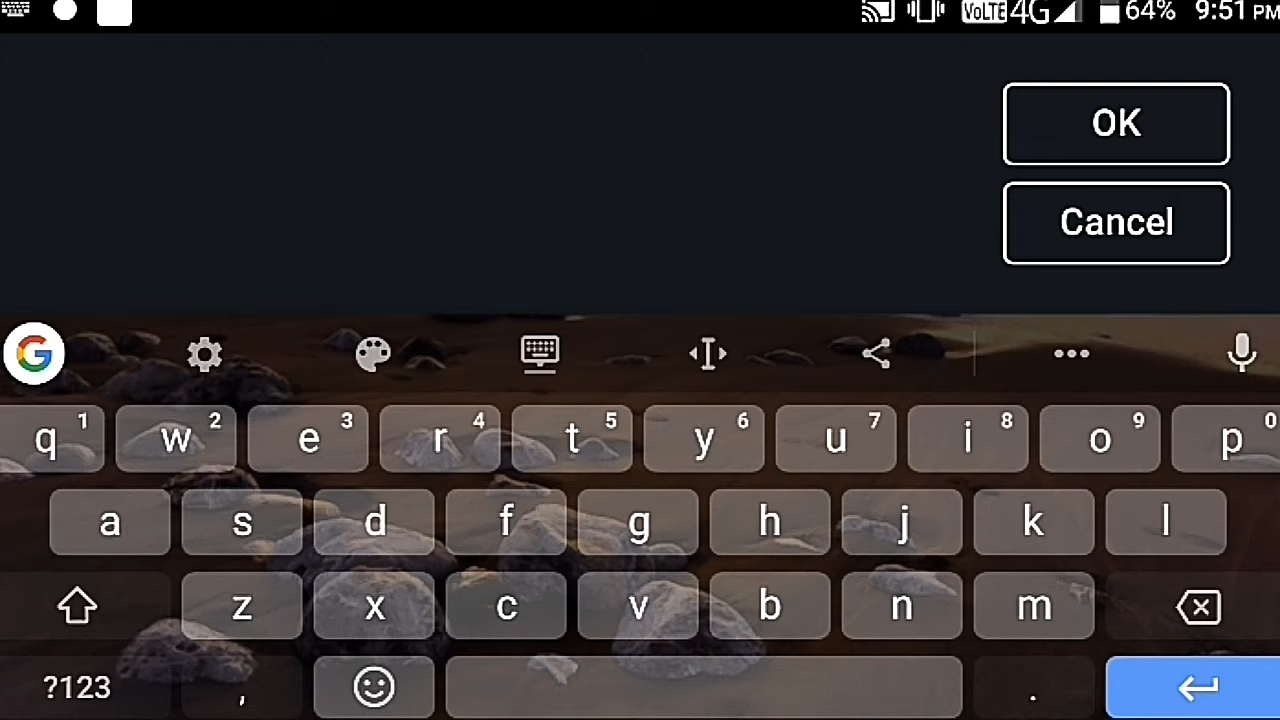 VoLTE 4G 64% 9:51 PM
OK
Cancel
G
q 1 w 2 e 3 r 4 t 5 y 6 u 7 i 8 o 9 p 0
a s d f g h j k l
z x c v b n m
?123 , .